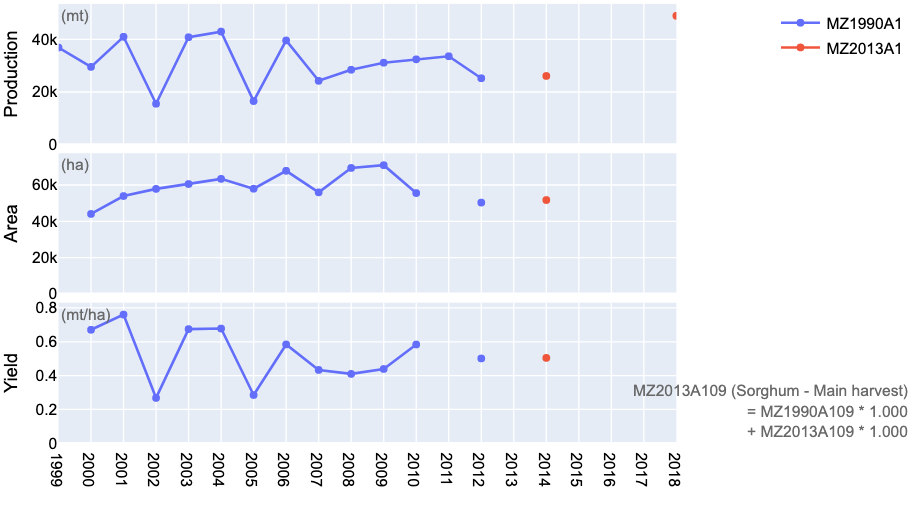 (mt)
Production
40k
20k
0
MZ1990A1
MZ2013A1
(ha)
Area
60k
40k
20k
0
(mt/ha)
Yield
0.8
0.6
0.4
0.2
0
MZ2013A109 (Sorghum - Main harvest)
= MZ1990A109 * 1.000
+ MZ2013A109 * 1.000
1999
2000
2001
2002
2003
2004
2005
2006
2007
2008
2009
2010
2011
2012
2013
2014
2015
2016
2017
2018